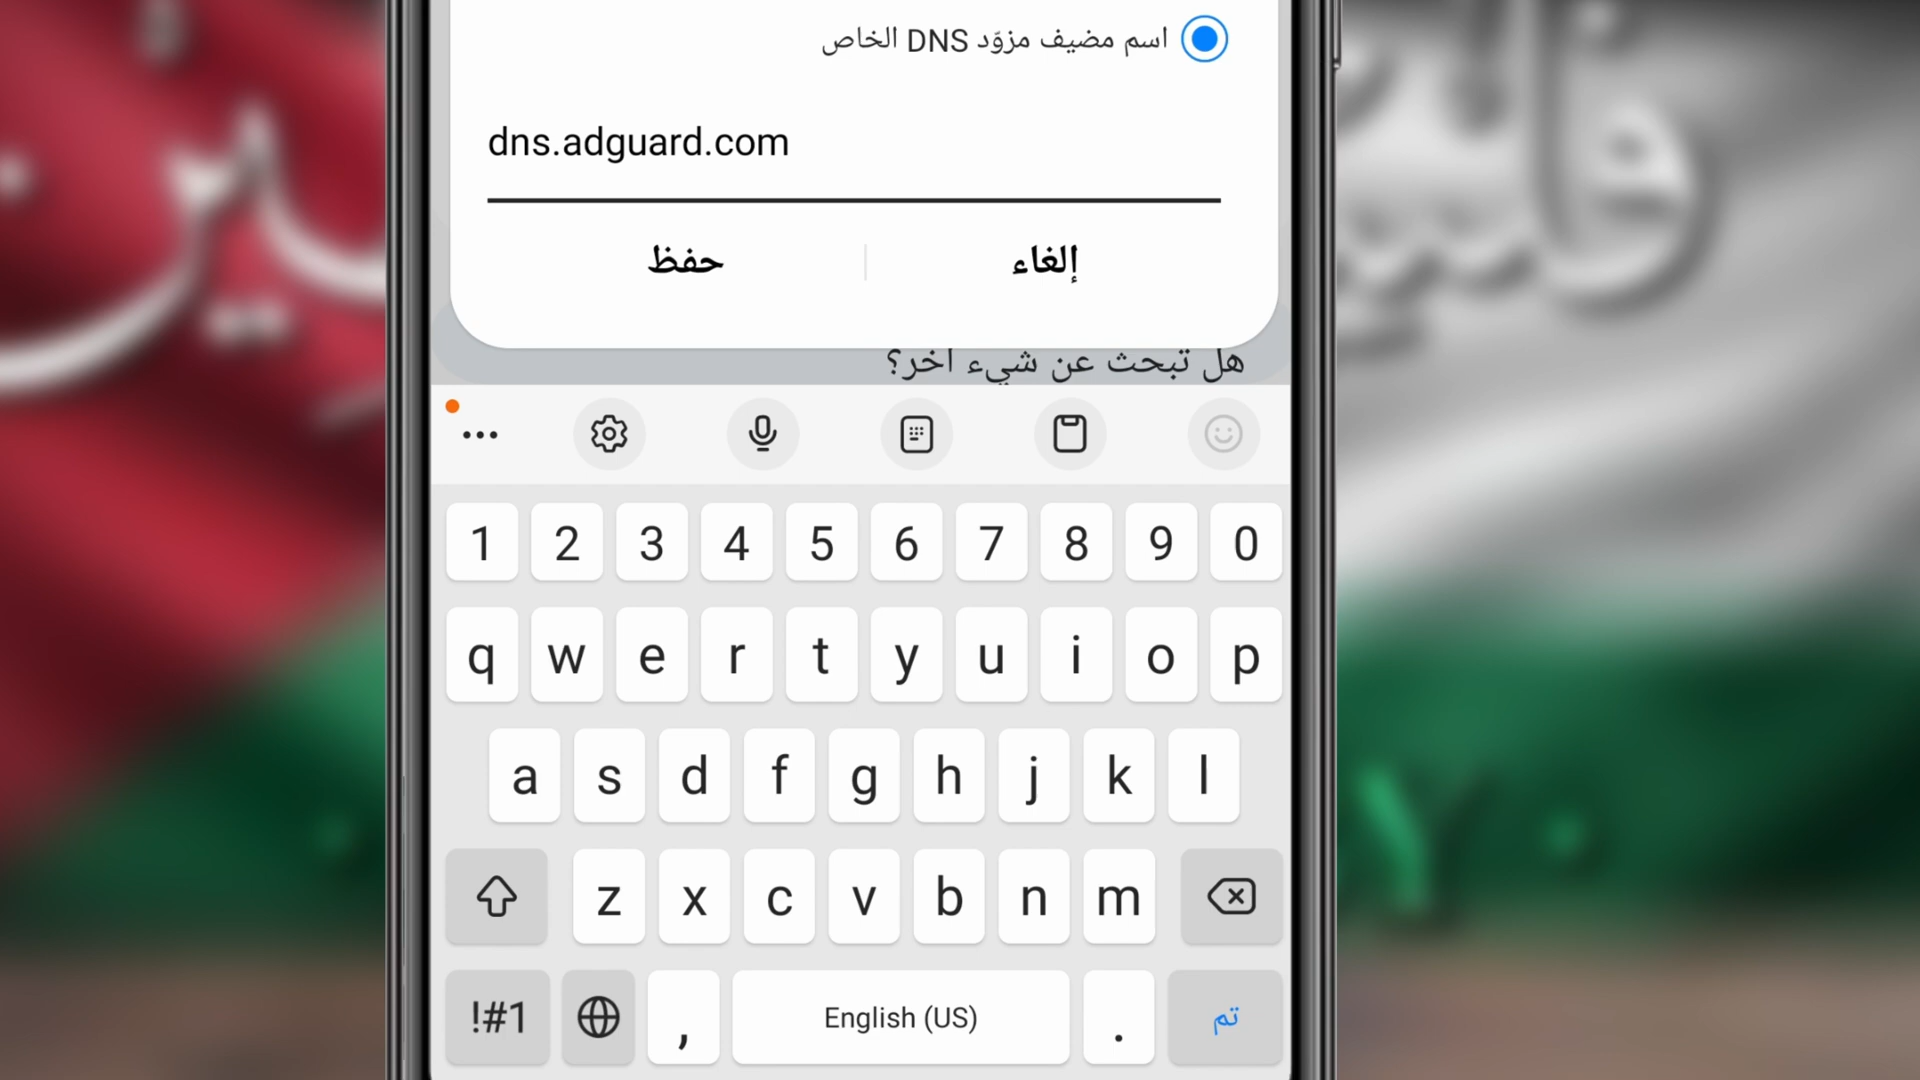 اسم مضيف مزوّد DNS الخاص
dns.adguard.com
إلغاء
حفظ
هل تبحث عن شيء آخر؟
1 2 3 4 5 6 7 8 9 0
q w e r t y u i o p
a s d f g h j k l
z x c v b n m
!#1 , English (US) . تم